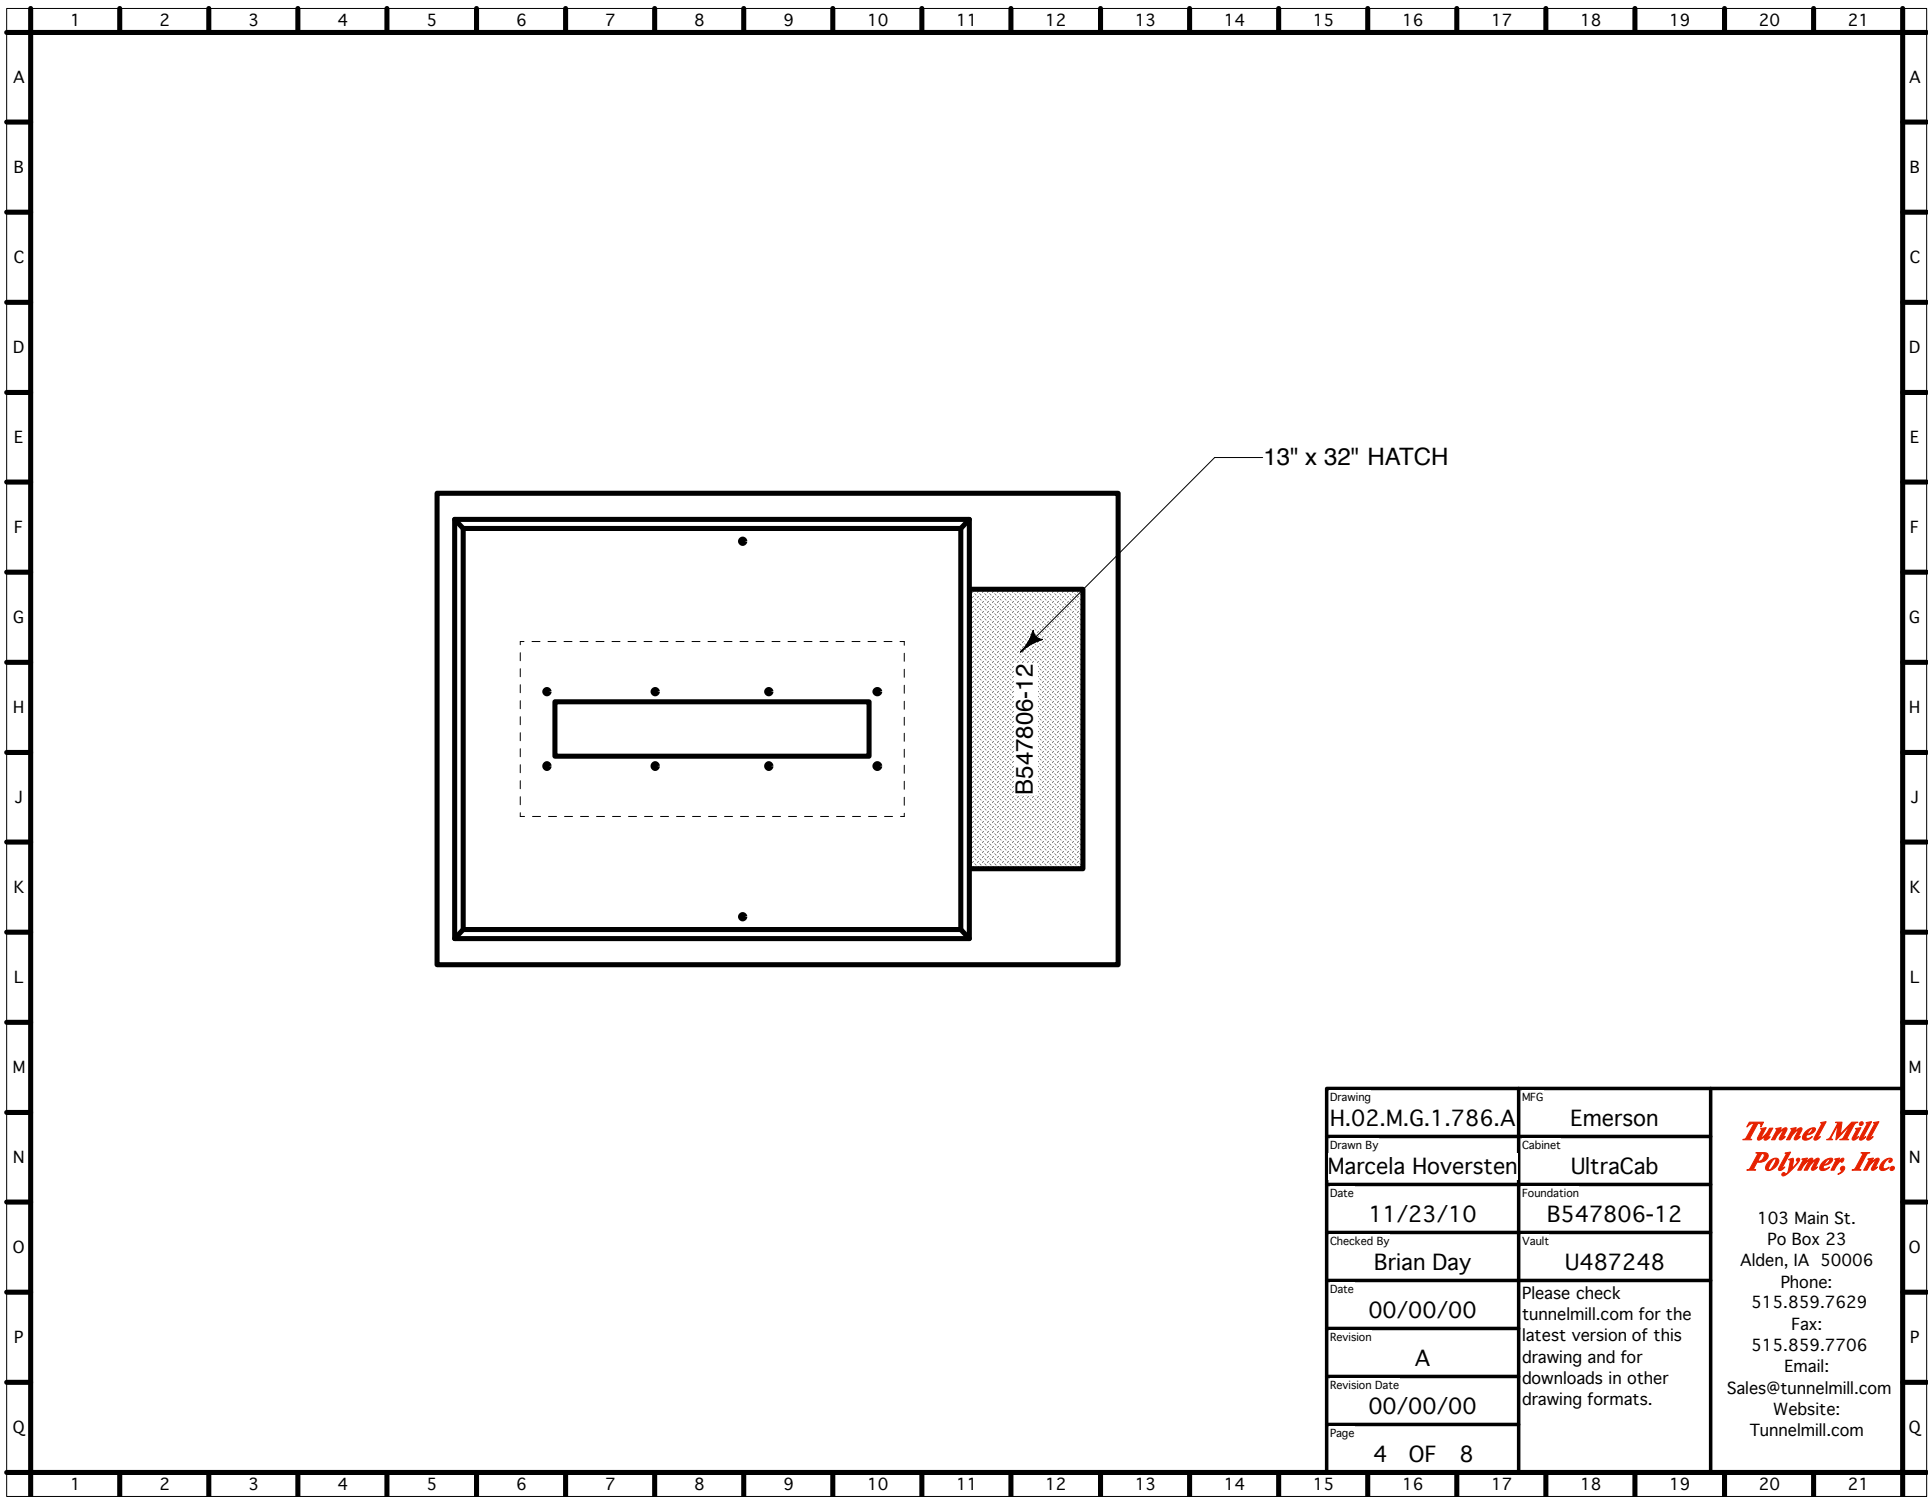 1 2 3 4 5 6 7 8 9 10 11 12 13 14 15 16 17 18 19 20 21
A A
B B
C C
D D
E E
13" x 32" HATCH
F F
G G
H H
B547806-12
J J
K K
L L
M M
N N
O O
P P
Q Q
Drawing
H.02.M.G.1.786.A
MFG
Emerson
Drawn By
Marcela Hoversten
Cabinet
UltraCab
Date
11/23/10
Foundation
B547806-12
Checked By
Brian Day
Vault
U487248
Date
00/00/00
Revision
A
Revision Date
00/00/00
Page
4 OF 8
Please check
tunnelmill.com for the
latest version of this
drawing and for
downloads in other
drawing formats.
Tunnel Mill
Polymer, Inc.
103 Main St.
Po Box 23
Alden, IA 50006
Phone:
515.859.7629
Fax:
515.859.7706
Email:
Sales@tunnelmill.com
Website:
Tunnelmill.com
1 2 3 4 5 6 7 8 9 10 11 12 13 14 15 16 17 18 19 20 21